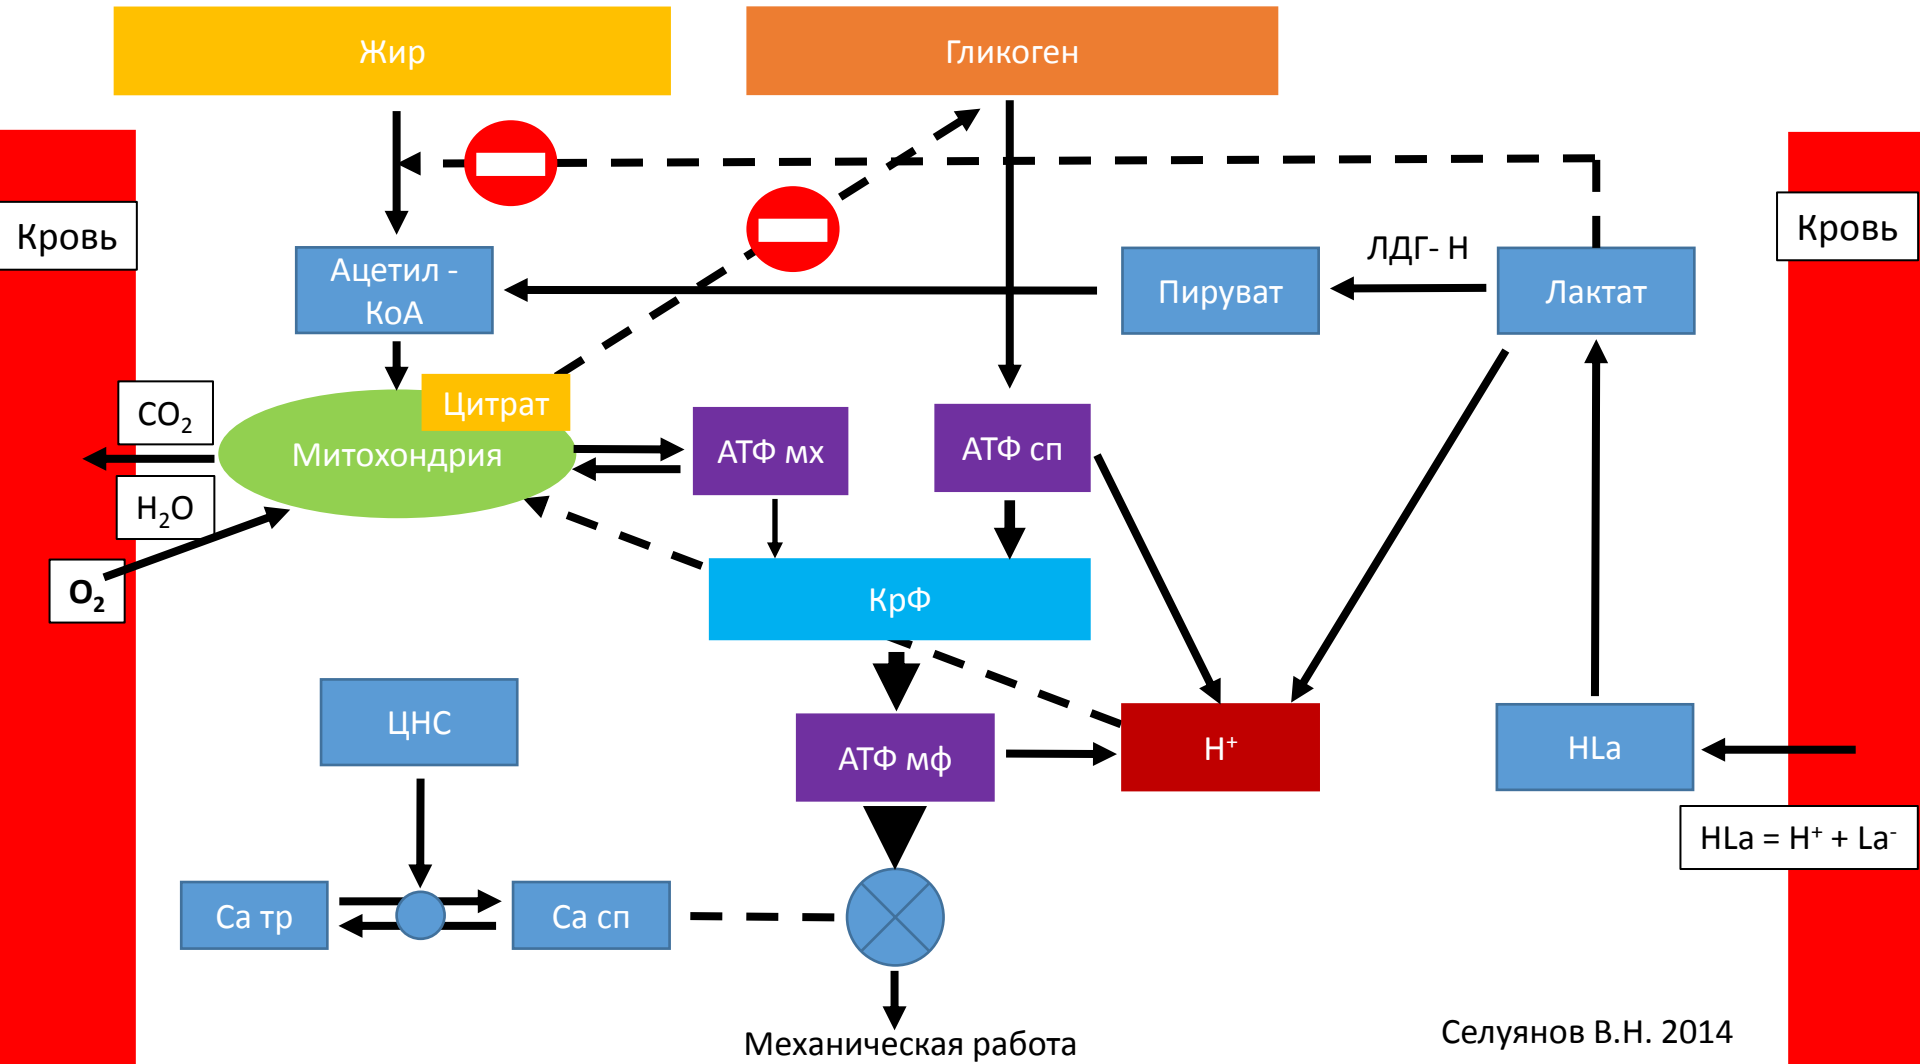 Жир
Гликоген
Кровь
Кровь
Ацетил -
КоА
Пируват
ЛДГ- Н
Лактат
Цитрат
CO₂
Митохондрия
АТФ мх
АТФ сп
H₂O
O₂
КрФ
ЦНС
АТФ мф
H⁺
HLa
HLa = H⁺ + La⁻
Ca тр
Ca сп
Механическая работа
Селуянов В.Н. 2014